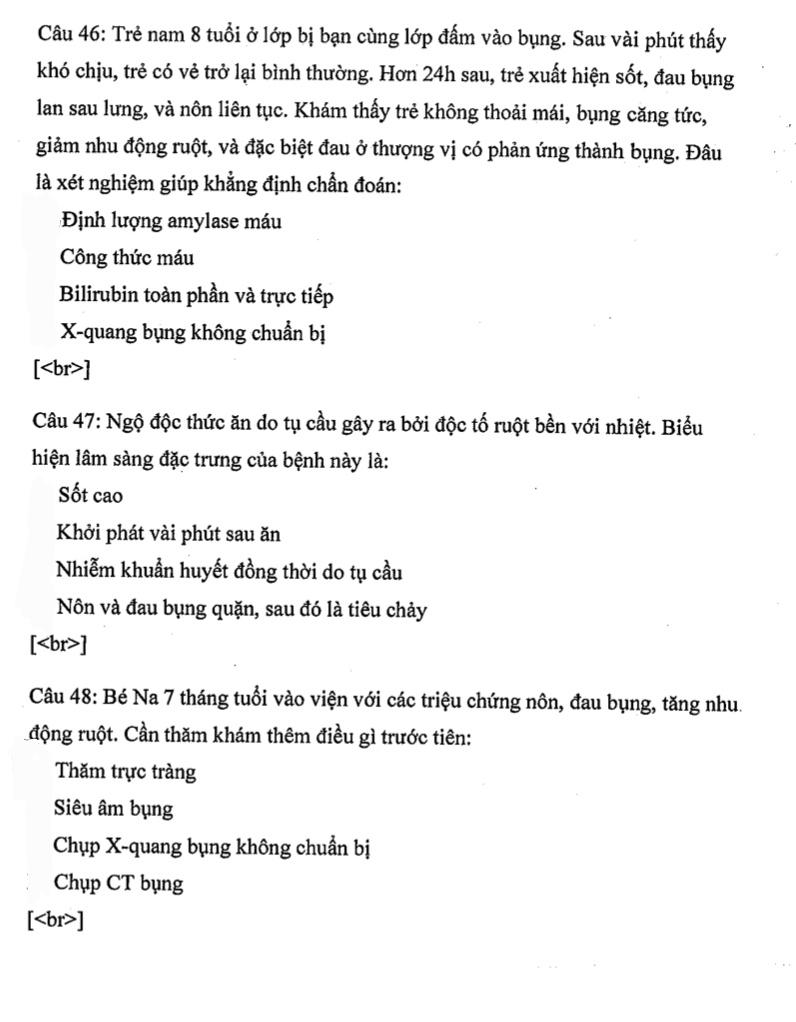 Câu 46: Trẻ nam 8 tuổi ở lớp bị bạn cùng lớp đấm vào bụng. Sau vài phút thấy
khó chịu, trẻ có vẻ trở lại bình thường. Hơn 24h sau, trẻ xuất hiện sốt, đau bụng
lan sau lưng, và nôn liên tục. Khám thấy trẻ không thoải mái, bụng căng tức,
giảm nhu động ruột, và đặc biệt đau ở thượng vị có phản ứng thành bụng. Đâu
là xét nghiệm giúp khẳng định chẩn đoán:
Định lượng amylase máu
Công thức máu
Bilirubin toàn phần và trực tiếp
X-quang bụng không chuẩn bị
[<br>]
Câu 47: Ngộ độc thức ăn do tụ cầu gây ra bởi độc tố ruột bền với nhiệt. Biểu
hiện lâm sàng đặc trưng của bệnh này là:
Sốt cao
Khởi phát vài phút sau ăn
Nhiễm khuẩn huyết đồng thời do tụ cầu
Nôn và đau bụng quặn, sau đó là tiêu chảy
[<br>]
Câu 48: Bé Na 7 tháng tuổi vào viện với các triệu chứng nôn, đau bụng, tăng nhu
động ruột. Cần thăm khám thêm điều gì trước tiên:
Thăm trực tràng
Siêu âm bụng
Chụp X-quang bụng không chuẩn bị
Chụp CT bụng
[<br>]